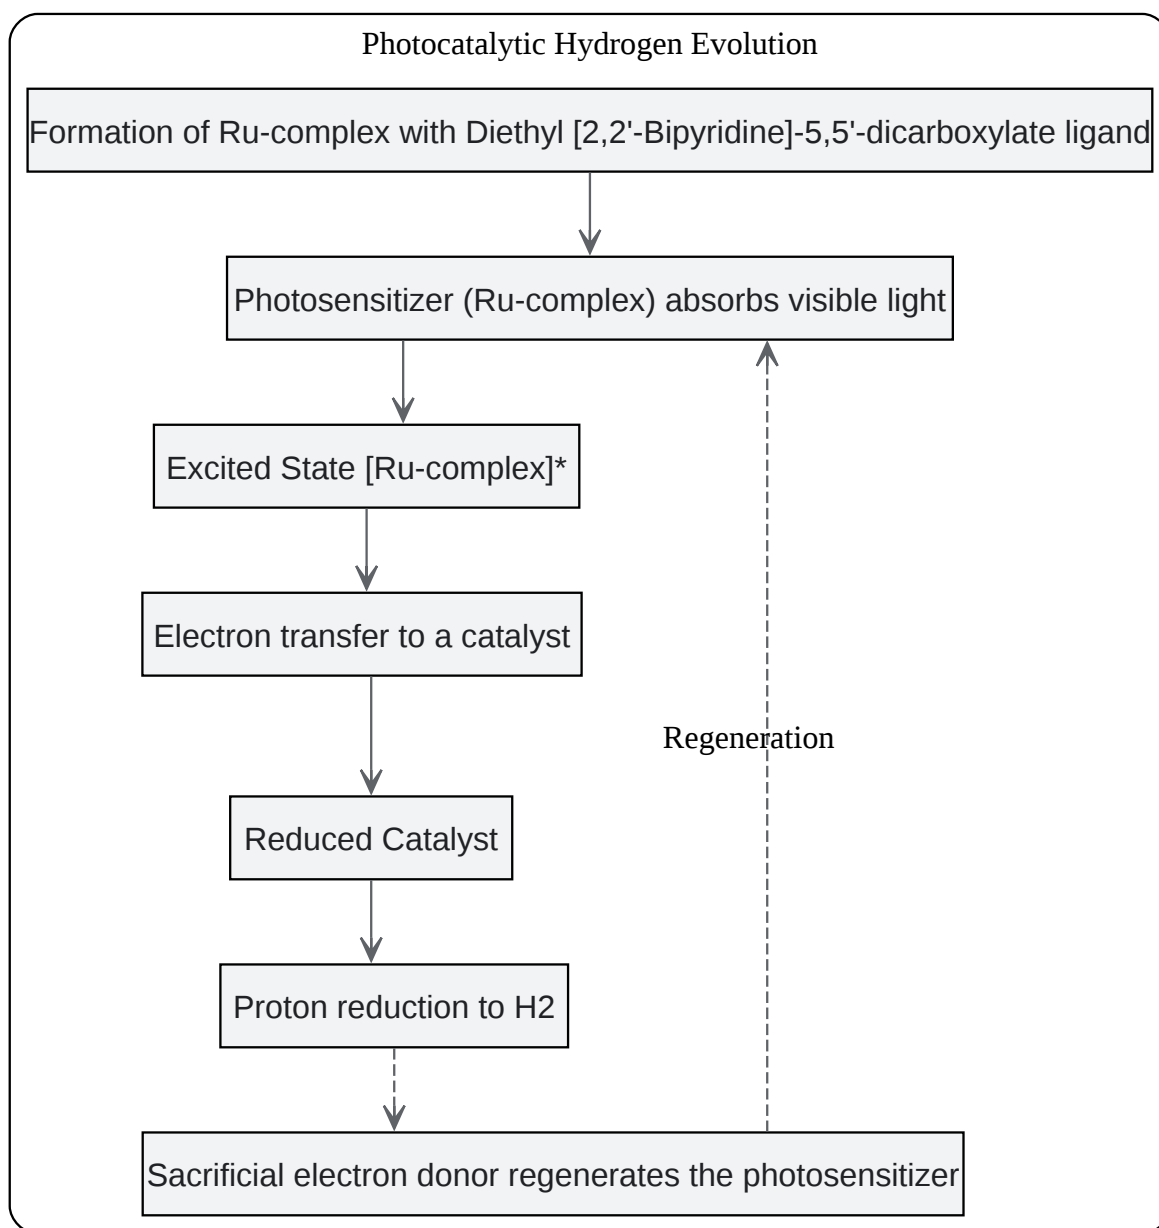 Photocatalytic Hydrogen Evolution
Formation of Ru-complex with Diethyl [2,2'-Bipyridine]-5,5'-dicarboxylate ligand
Photosensitizer (Ru-complex) absorbs visible light
Excited State [Ru-complex]*
Electron transfer to a catalyst
Regeneration
Reduced Catalyst
Proton reduction to H2
Sacrificial electron donor regenerates the photosensitizer